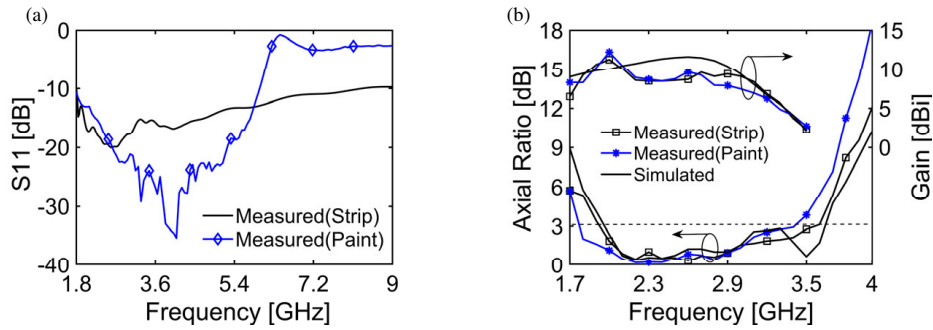 (a)
0
-10
-20
-30
-40
S11 [dB]
Measured(Strip)
Measured(Paint)
1.8
3.6
5.4
7.2
9
Frequency [GHz]
(b)
18
15
12
9
6
3
0
Axial Ratio [dB]
15
10
5
0
Gain [dBi]
Measured(Strip)
Measured(Paint)
Simulated
1.7
2.3
2.9
3.5
4
Frequency [GHz]